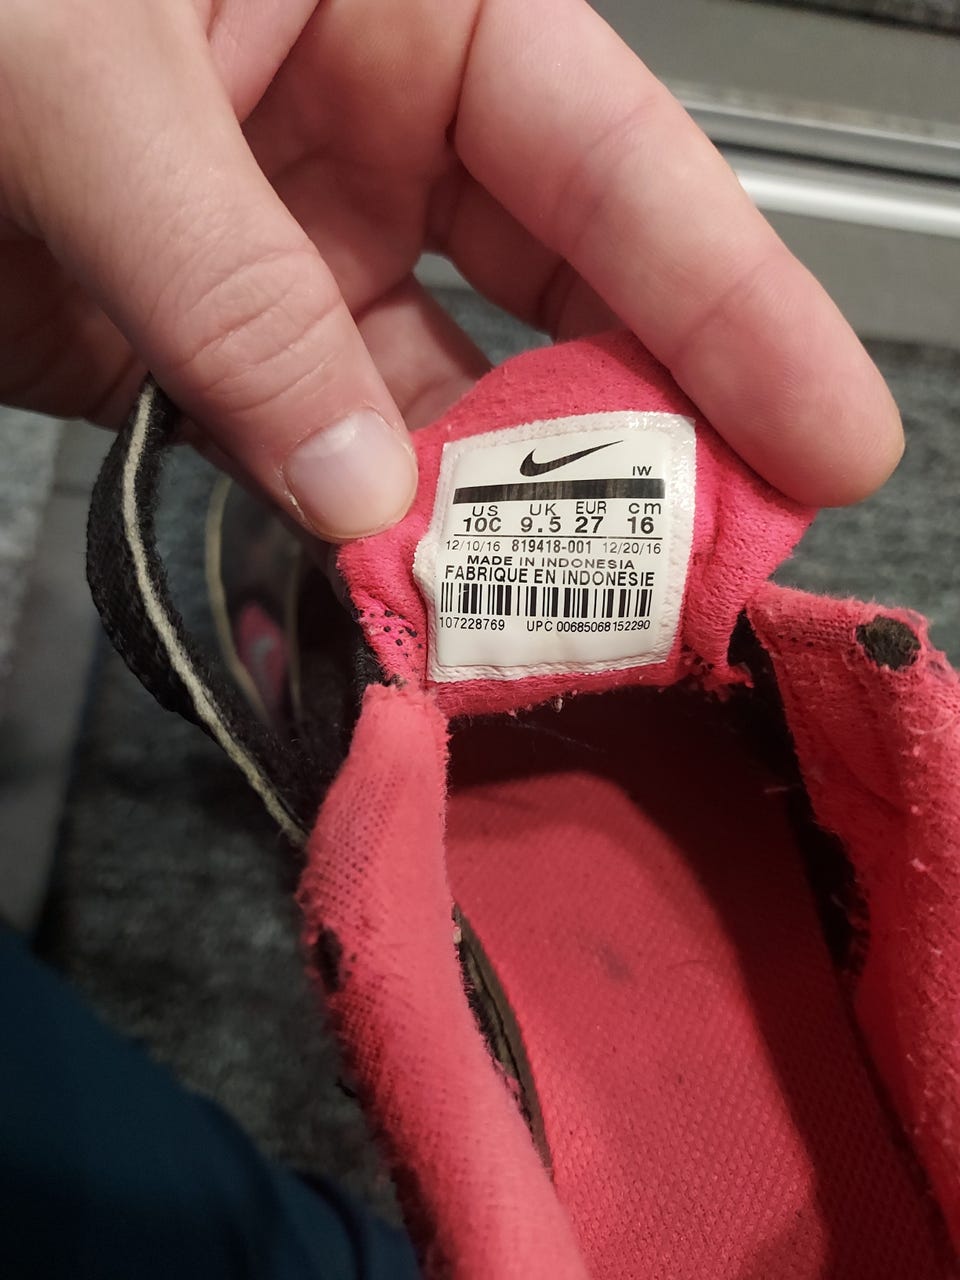 IW
US UK EUR cm
10C 9.5 27 16
12/10/16 819418-001 12/20/16
MADE IN INDONESIA
FABRIQUE EN INDONESIE
107228769 UPC 00685068152290